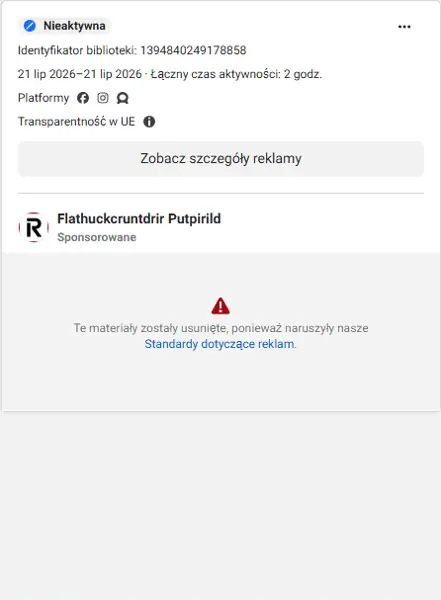 Nieaktywna
Identyfikator biblioteki: 1394840249178858
21 lip 2026–21 lip 2026 · Łączny czas aktywności: 2 godz.
Platformy
Transparentność w UE
Zobacz szczegóły reklamy
R
Flathuckcruntdrir Putpirild
Sponsorowane
Te materiały zostały usunięte, ponieważ naruszyły nasze
Standardy dotyczące reklam.